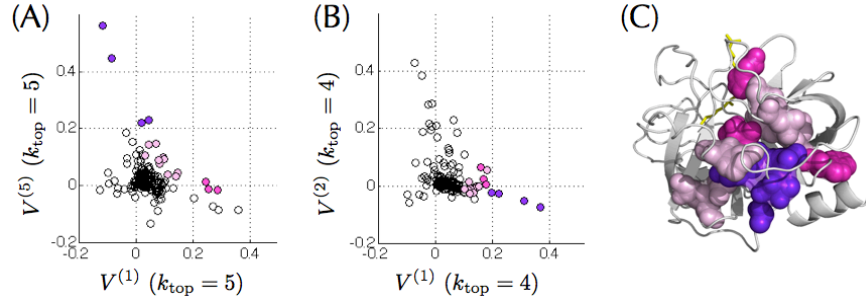 (A)
0.4
0.2
0
-0.2
-0.2 0 0.2 0.4
V^(5) (k_top = 5)
V^(1) (k_top = 5)
(B)
0.4
0.2
0
-0.2
-0.2 0 0.2 0.4
V^(2) (k_top = 4)
V^(1) (k_top = 4)
(C)